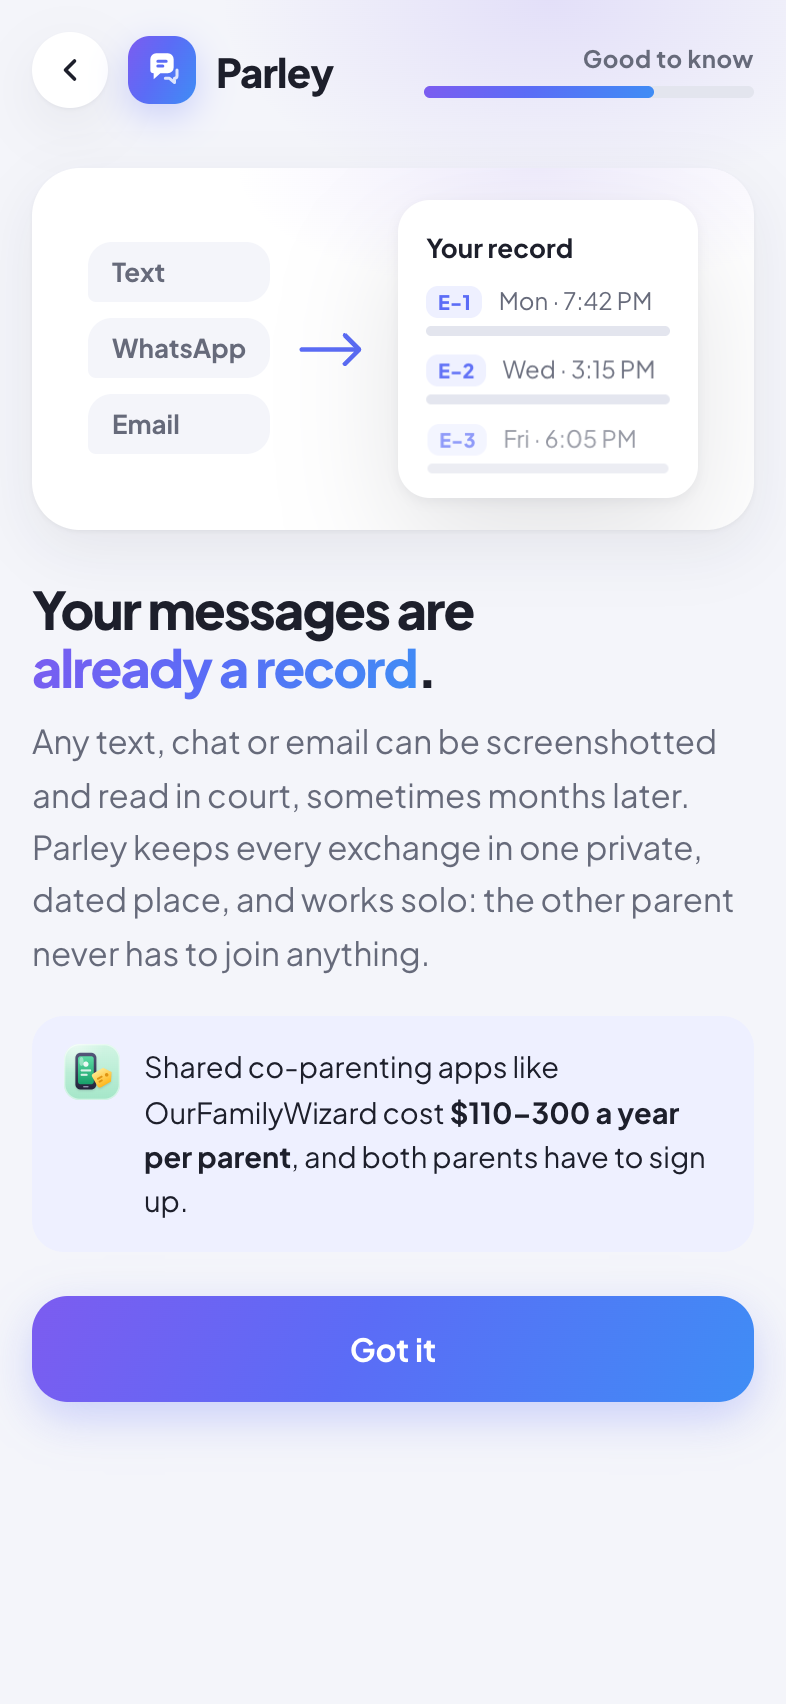 Parley
Good to know
Text
WhatsApp
Email
Your record
E-1 Mon · 7:42 PM
E-2 Wed · 3:15 PM
E-3 Fri · 6:05 PM
Your messages are
already a record.
Any text, chat or email can be screenshotted
and read in court, sometimes months later.
Parley keeps every exchange in one private,
dated place, and works solo: the other parent
never has to join anything.
Shared co-parenting apps like
OurFamilyWizard cost $110–300 a year
per parent, and both parents have to sign
up.
Got it